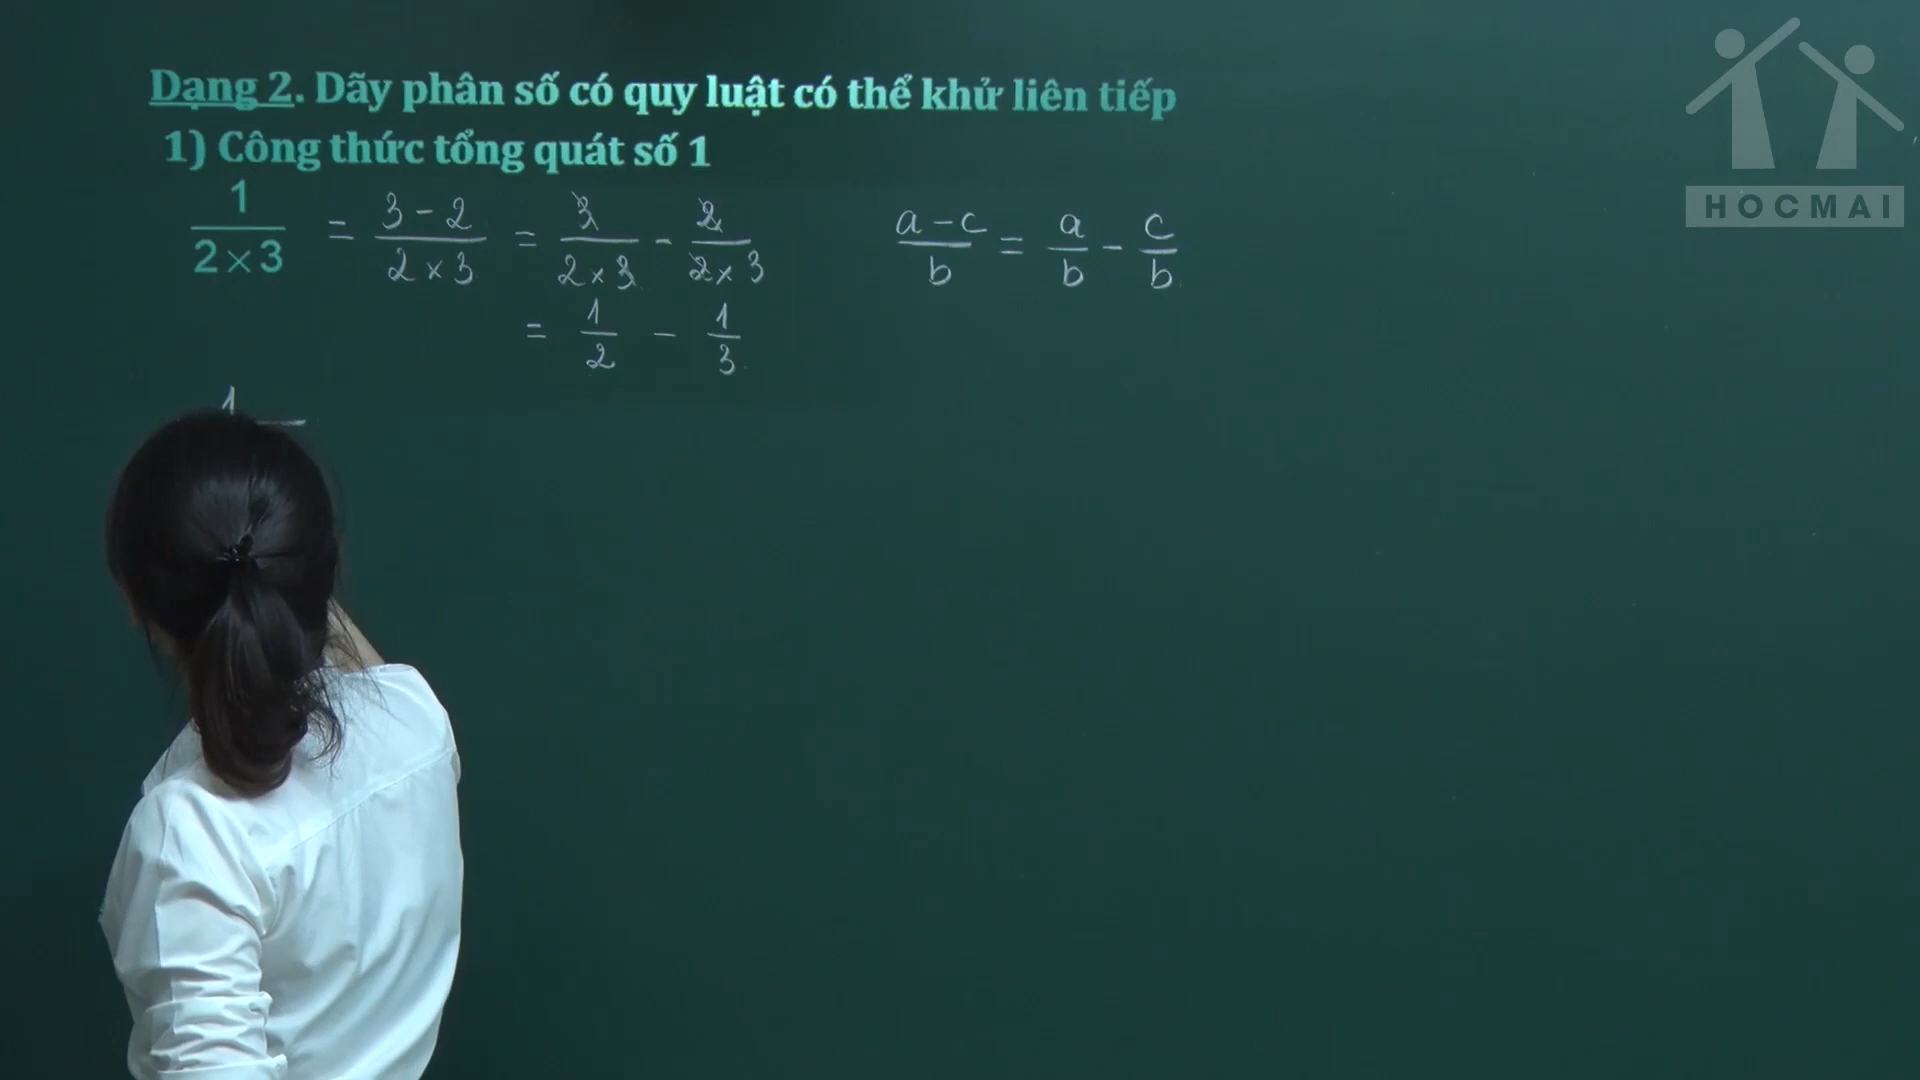 Dạng 2. Dãy phân số có quy luật có thể khử liên tiếp
1) Công thức tổng quát số 1
1/(2×3) = (3 - 2)/(2 × 3) = 3/(2 × 3) - 2/(2 × 3)
(a - c)/b = a/b - c/b
= 1/2 - 1/3
1
HOCMAI